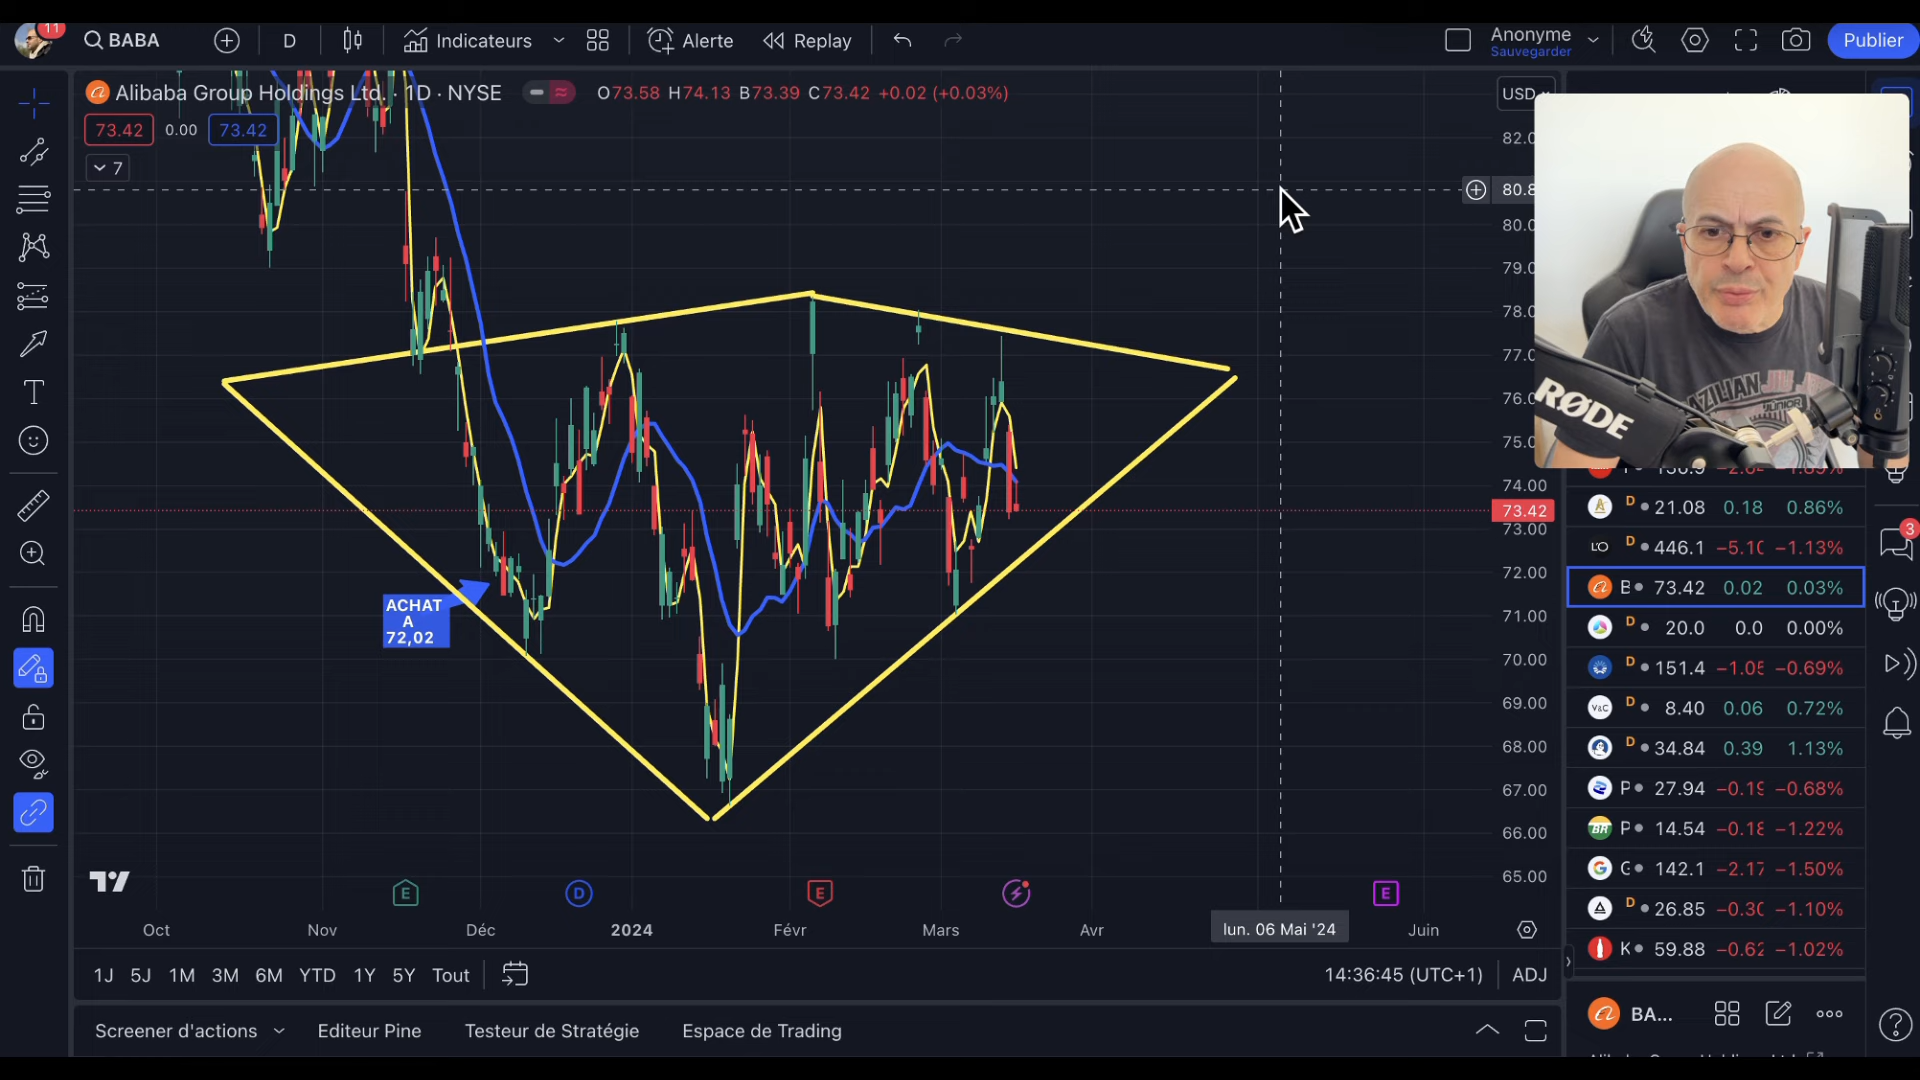 11
BABA
D
Indicateurs
Alerte
Replay
Anonyme
Sauvegarder
Publier
Alibaba Group Holdings Ltd. · 1D · NYSE
O73.58 H74.13 B73.39 C73.42 +0.02 (+0.03%)
USD
73.42 0.00 73.42
7
80.8
80.0
79.0
78.0
77.0
76.0
75.0
74.00
73.42
73.00
72.00
71.00
70.00
69.00
68.00
67.00
66.00
65.00
ACHAT
A
72,02
RØDE
JÚNIOR
D 21.08 0.18 0.86%
L'O D 446.1 −1.13%
B 73.42 0.02 0.03%
D 20.0 0.0 0.00%
D 151.4 −0.69%
V&C D 8.40 0.06 0.72%
D 34.84 0.39 1.13%
P 27.94 −0.68%
BR P 14.54 −1.22%
142.1 −1.50%
D 26.85 −1.10%
K 59.88 −1.02%
3
E
D
E
E
Oct Nov Déc 2024 Févr Mars Avr lun. 06 Mai '24 Juin
1J 5J 1M 3M 6M YTD 1Y 5Y Tout
14:36:45 (UTC+1) ADJ
Screener d'actions Editeur Pine Testeur de Stratégie Espace de Trading
BA...